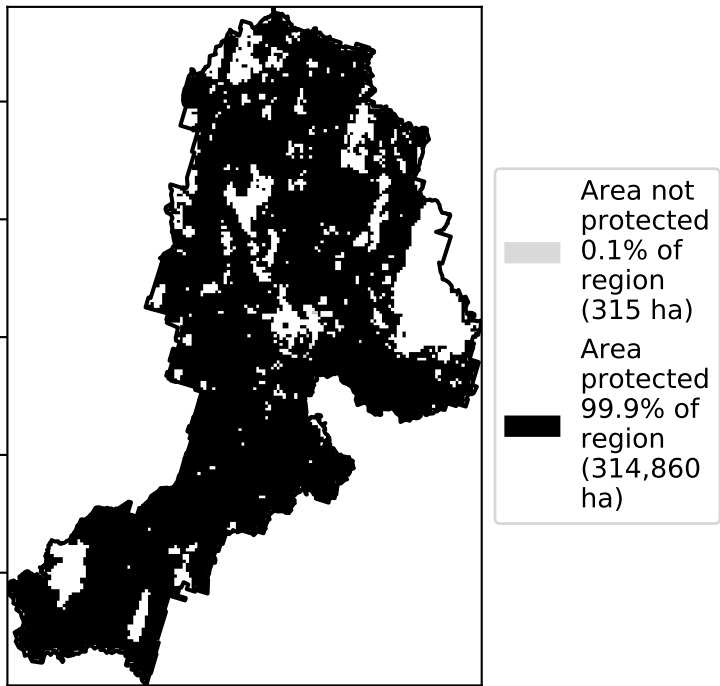 Area not
protected
0.1% of
region
(315 ha)
Area
protected
99.9% of
region
(314,860
ha)